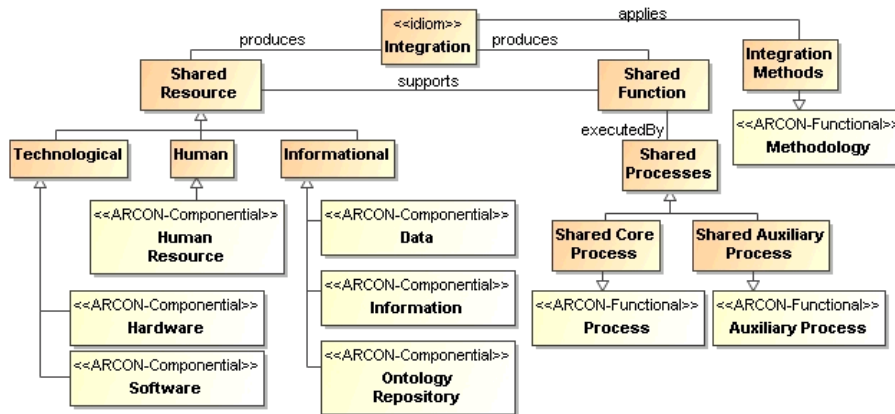 <<idiom>>
Integration
applies
produces
produces
Shared
Resource
supports
Shared
Function
Integration
Methods
executedBy
<<ARCON-Functional>>
Methodology
Technological
Human
Informational
Shared
Processes
<<ARCON-Componential>>
Human
Resource
<<ARCON-Componential>>
Data
Shared Core
Process
Shared Auxiliary
Process
<<ARCON-Componential>>
Hardware
<<ARCON-Componential>>
Information
<<ARCON-Functional>>
Process
<<ARCON-Functional>>
Auxiliary Process
<<ARCON-Componential>>
Software
<<ARCON-Componential>>
Ontology
Repository